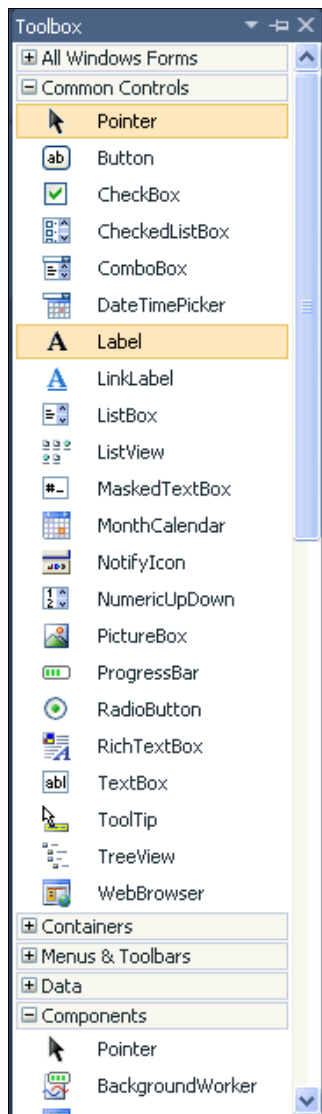 Toolbox
All Windows Forms
Common Controls
Pointer
Button
CheckBox
CheckedListBox
ComboBox
DateTimePicker
Label
LinkLabel
ListBox
ListView
MaskedTextBox
MonthCalendar
NotifyIcon
NumericUpDown
PictureBox
ProgressBar
RadioButton
RichTextBox
TextBox
ToolTip
TreeView
WebBrowser
Containers
Menus & Toolbars
Data
Components
Pointer
BackgroundWorker